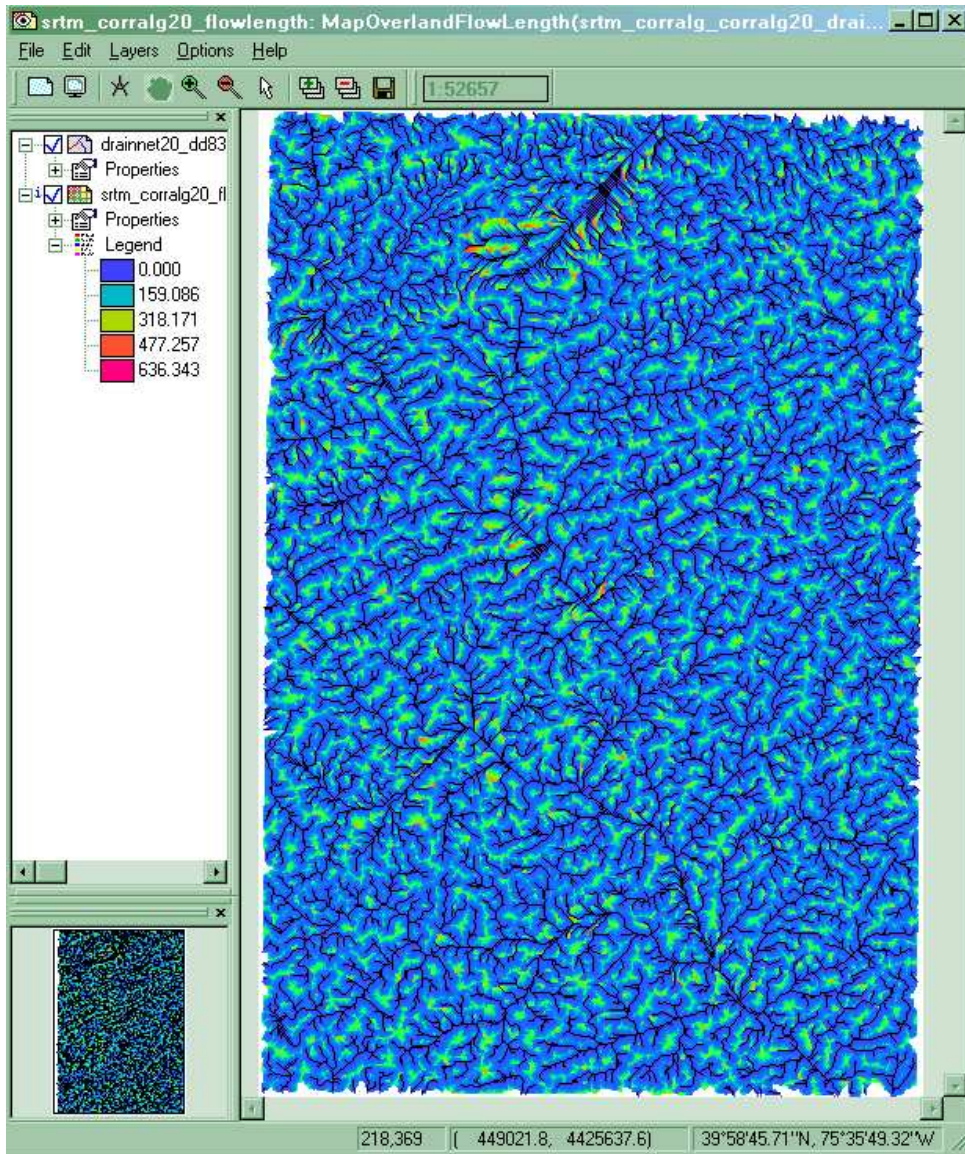 srtm_corralg20_flowlength: MapOverlandFlowLength(srtm_corralg_corralg20_drai...
File Edit Layers Options Help
1:52657
drainnet20_dd83
Properties
srtm_corralg20_fl
Properties
Legend
0.000
159.086
318.171
477.257
636.343
218,369 ( 449021.8, 4425637.6) 39°58'45.71"N, 75°35'49.32"W